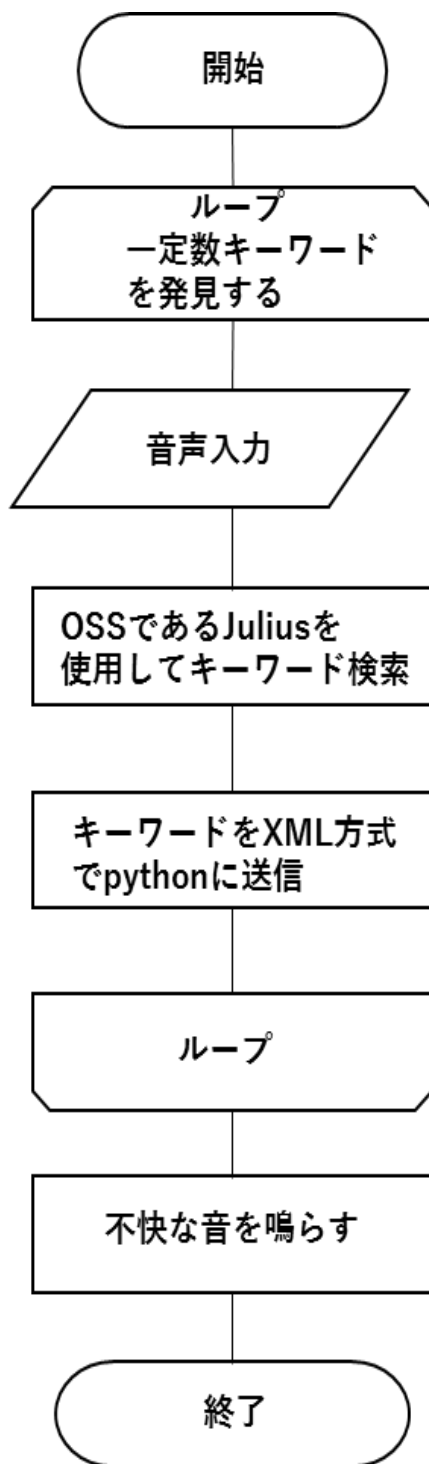 開始
ループ
一定数キーワード
を発見する
音声入力
OSSであるJuliusを
使用してキーワード検索
キーワードをXML方式
でpythonに送信
ループ
不快な音を鳴らす
終了